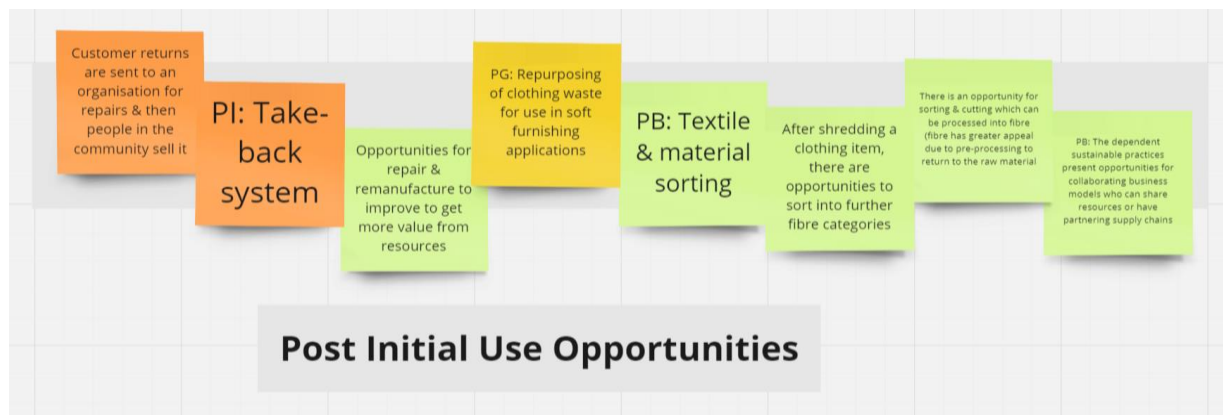 Customer returns
are sent to an
organisation for
repairs & then
people in the
community sell it
PI: Take-
back
system
Opportunities for
repair &
remanufacture to
improve to get
more value from
resources
PG: Repurposing
of clothing waste
for use in soft
furnishing
applications
PB: Textile
& material
sorting
After shredding a
clothing item,
there are
opportunities to
sort into further
fibre categories
There is an opportunity for
sorting & cutting which can
be processed into fibre
(fibre has greater appeal
due to pre-processing to
return to the raw material
PB: The dependent
sustainable practices
present opportunities for
collaborating business
models who can share
resources or have
partnering supply chains
Post Initial Use Opportunities